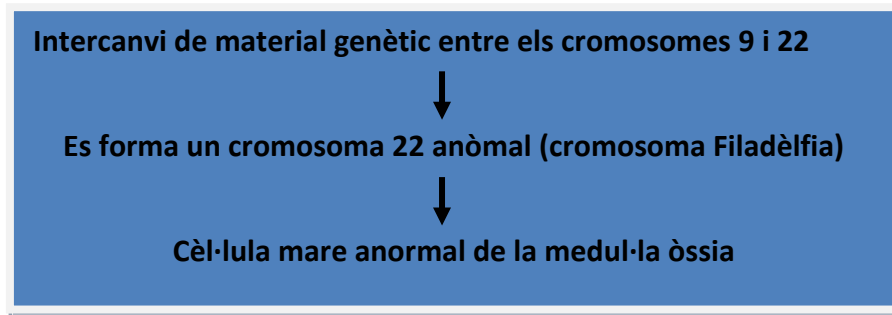 Intercanvi de material genètic entre els cromosomes 9 i 22
Es forma un cromosoma 22 anòmal (cromosoma Filadèlfia)
Cèl·lula mare anormal de la medul·la òssia